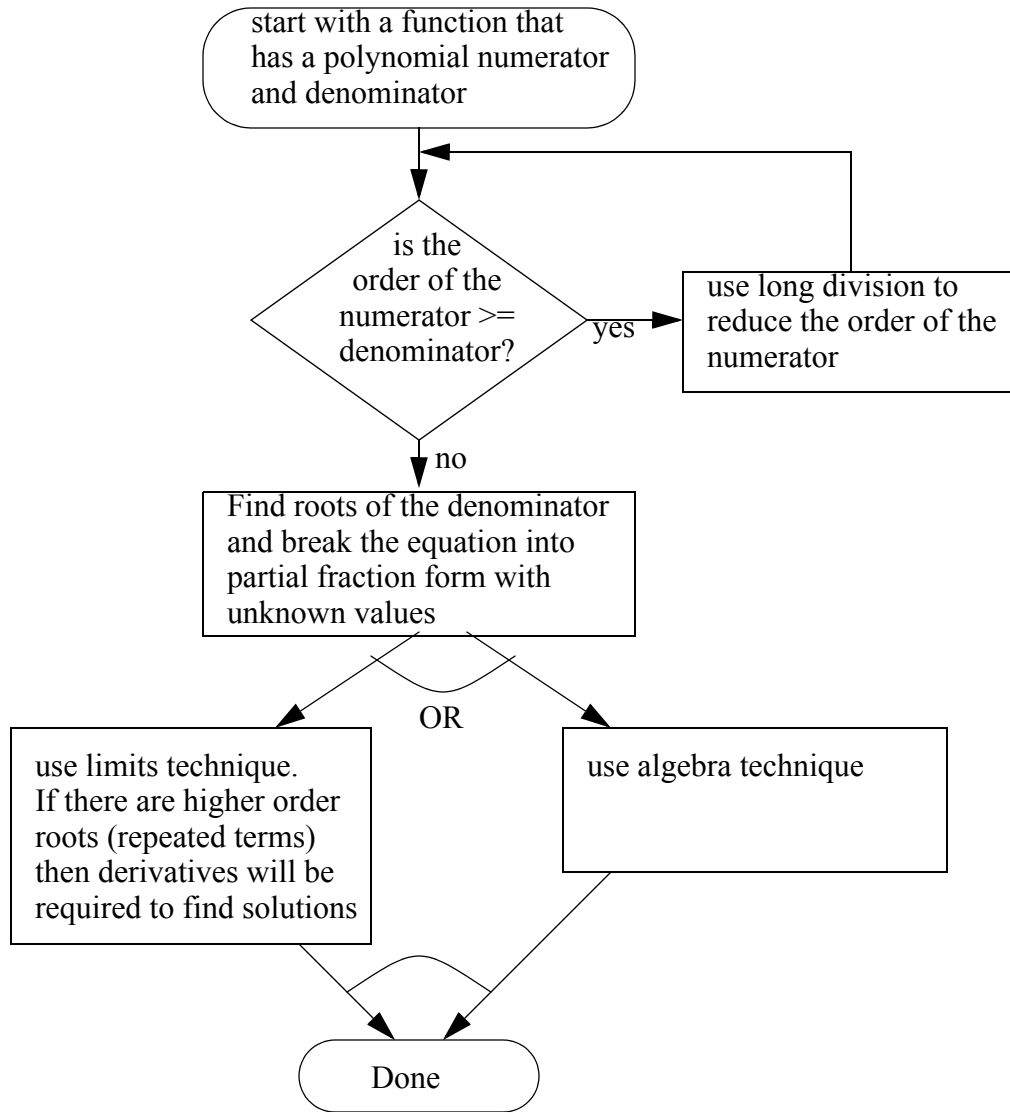 start with a function that
has a polynomial numerator
and denominator
is the
order of the
numerator >=
denominator?
yes
use long division to
reduce the order of the
numerator
no
Find roots of the denominator
and break the equation into
partial fraction form with
unknown values
OR
use limits technique.
If there are higher order
roots (repeated terms)
then derivatives will be
required to find solutions
use algebra technique
Done